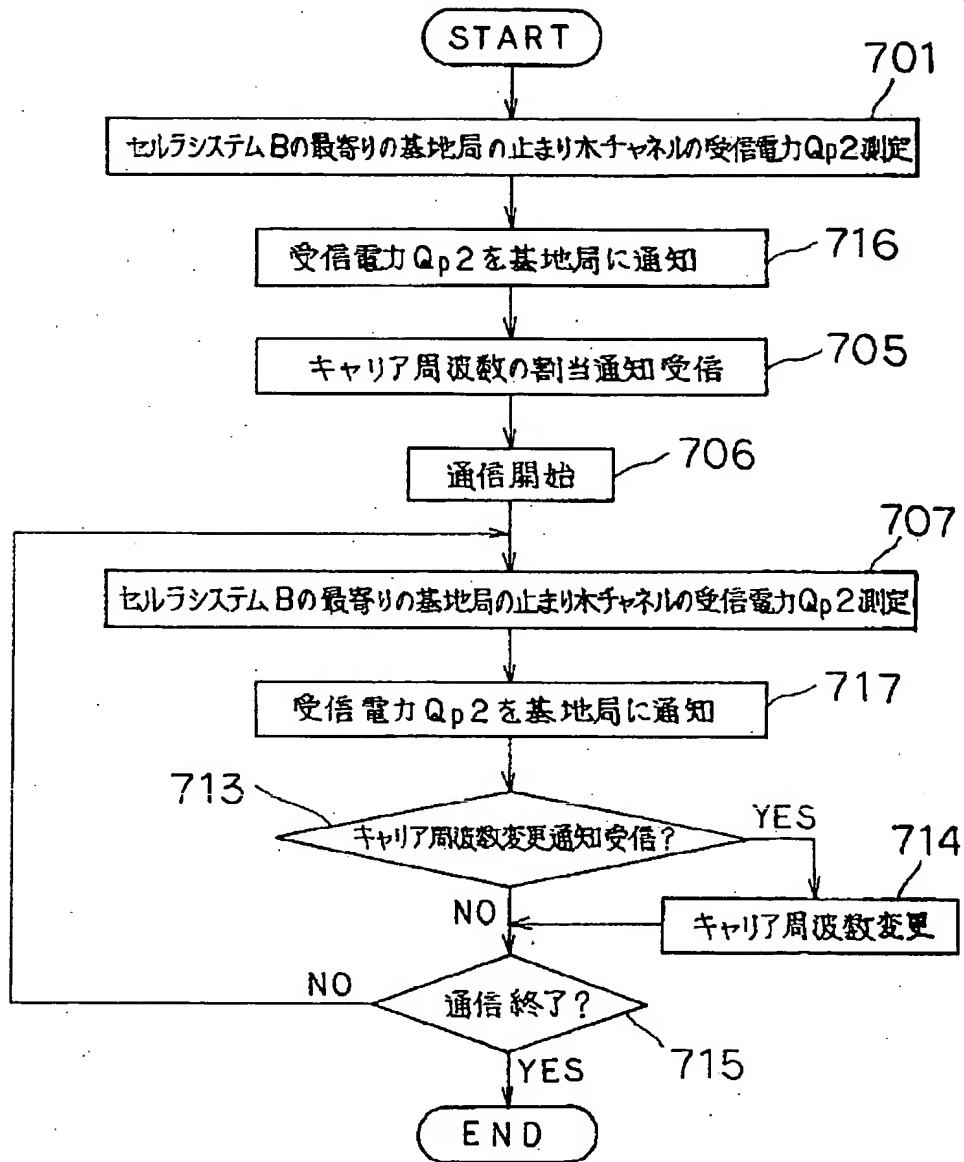 START
701
セルラシステムBの最寄りの基地局の止まり木チャネルの受信電力Qp2測定
716
受信電力Qp2を基地局に通知
705
キャリア周波数の割当通知受信
706
通信開始
707
セルラシステムBの最寄りの基地局の止まり木チャネルの受信電力Qp2測定
717
受信電力Qp2を基地局に通知
713
キャリア周波数変更通知受信?
YES
714
NO
キャリア周波数変更
NO
通信終了?
715
YES
END